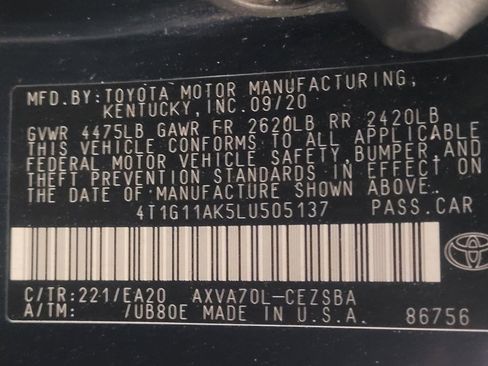 MFD.BY:TOYOTA MOTOR MANUFACTURING,
KENTUCKY,INC.09/20
GVWR 4475LB GAWR FR 2620LB RR 2420LB
THIS VEHICLE CONFORMS TO ALL APPLICABLE
FEDERAL MOTOR VEHICLE SAFETY,BUMPER,AND
THEFT PREVENTION STANDARDS IN EFFECT ON
THE DATE OF MANUFACTURE SHOWN ABOVE.
4T1G11AK5LU505137 PASS.CAR
C/TR:221/EA20 AXVA70L-CEZSBA
A/TM: /UB80E MADE IN U.S.A. 86756